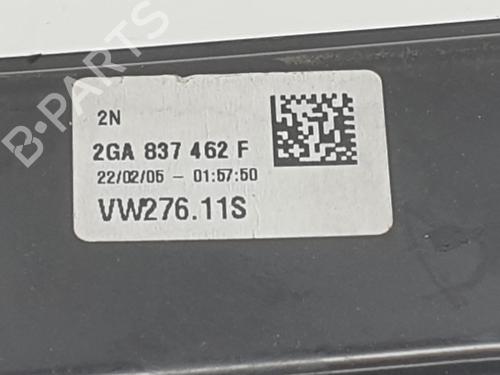 2N
2GA 837 462 F
22/02/05 - 01:57:50
VW276.11S
B-PARTS